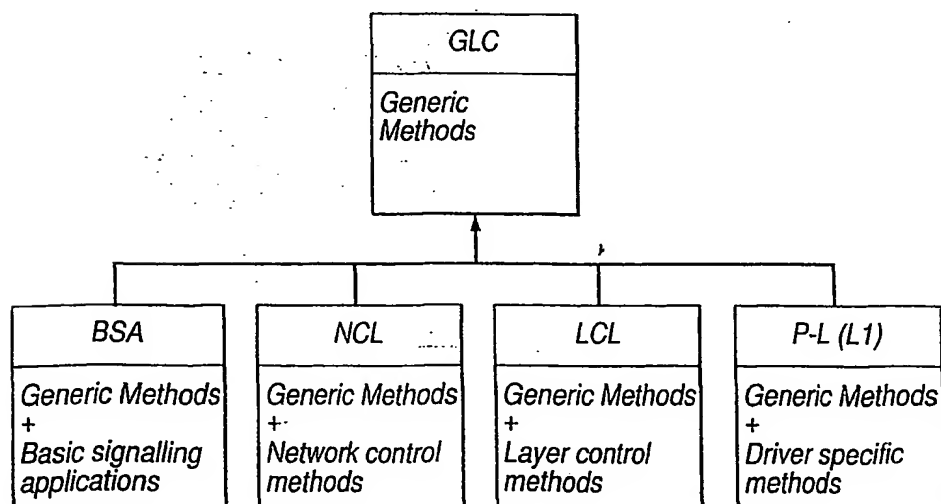 GLC
Generic
Methods
BSA
Generic Methods
+
Basic signalling
applications
NCL
Generic Methods
+
Network control
methods
LCL
Generic Methods
+
Layer control
methods
P-L (L1)
Generic Methods
+
Driver specific
methods